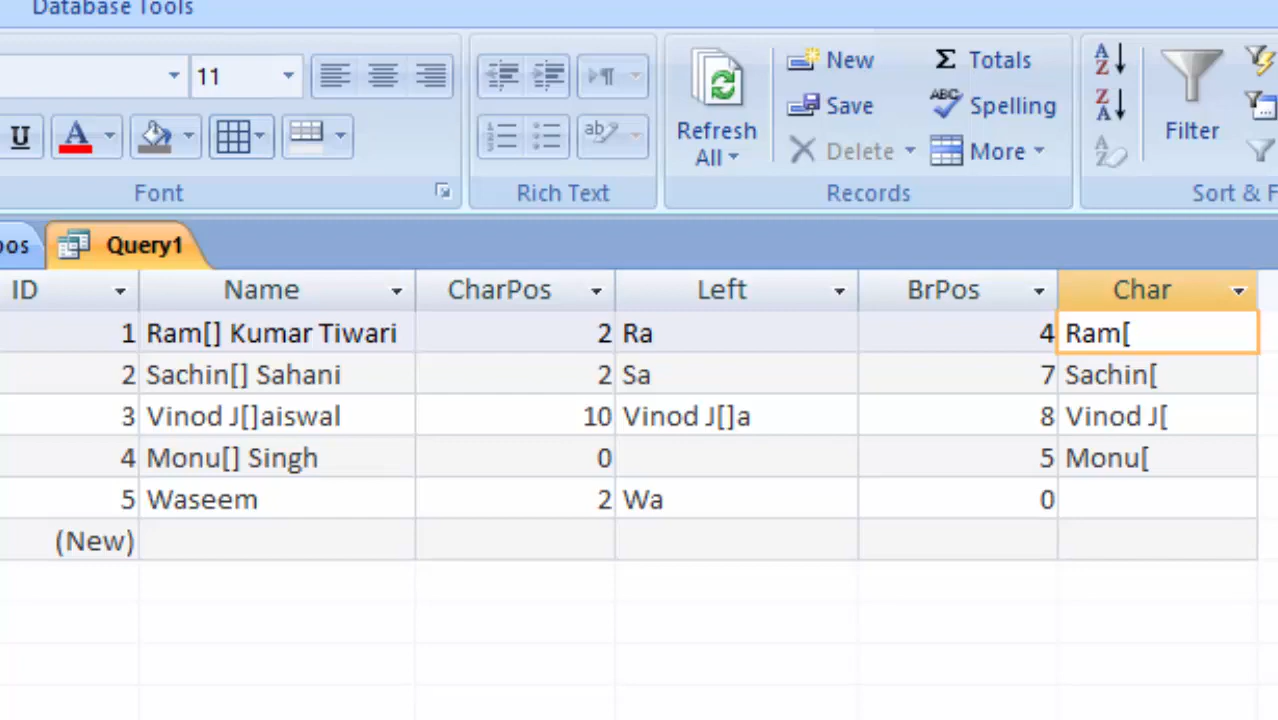 Database Tools
11
New
Σ Totals
Save
ABC Spelling
Refresh All
Delete
More
Filter
U A
ab
Font
Rich Text
Records
Sort & F
pos
Query1
ID Name CharPos Left BrPos Char
1 Ram[] Kumar Tiwari 2 Ra 4 Ram[
2 Sachin[] Sahani 2 Sa 7 Sachin[
3 Vinod J[]aiswal 10 Vinod J[]a 8 Vinod J[
4 Monu[] Singh 0 5 Monu[
5 Waseem 2 Wa 0
(New)